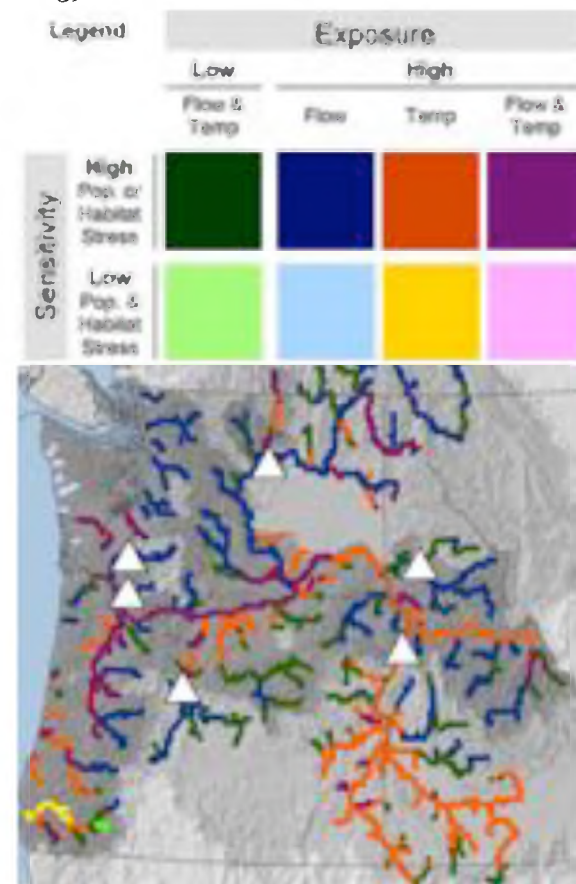 Legend
Exposure
Low
High
Flow &
Temp
Flow
Temp
Flow &
Temp
Sensitivity
High
Pop. or
Habitat
Stress
Low
Pop. &
Habitat
Stress